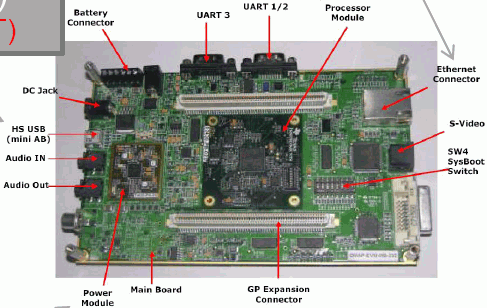 )
T)
Battery
Connector
UART 3
UART 1/2
Processor
Module
Ethernet
Connector
DC Jack
HS USB
(mini AB)
S-Video
Audio IN
SW4
SysBoot
Switch
Audio Out
Power
Module
Main Board
GP Expansion
Connector